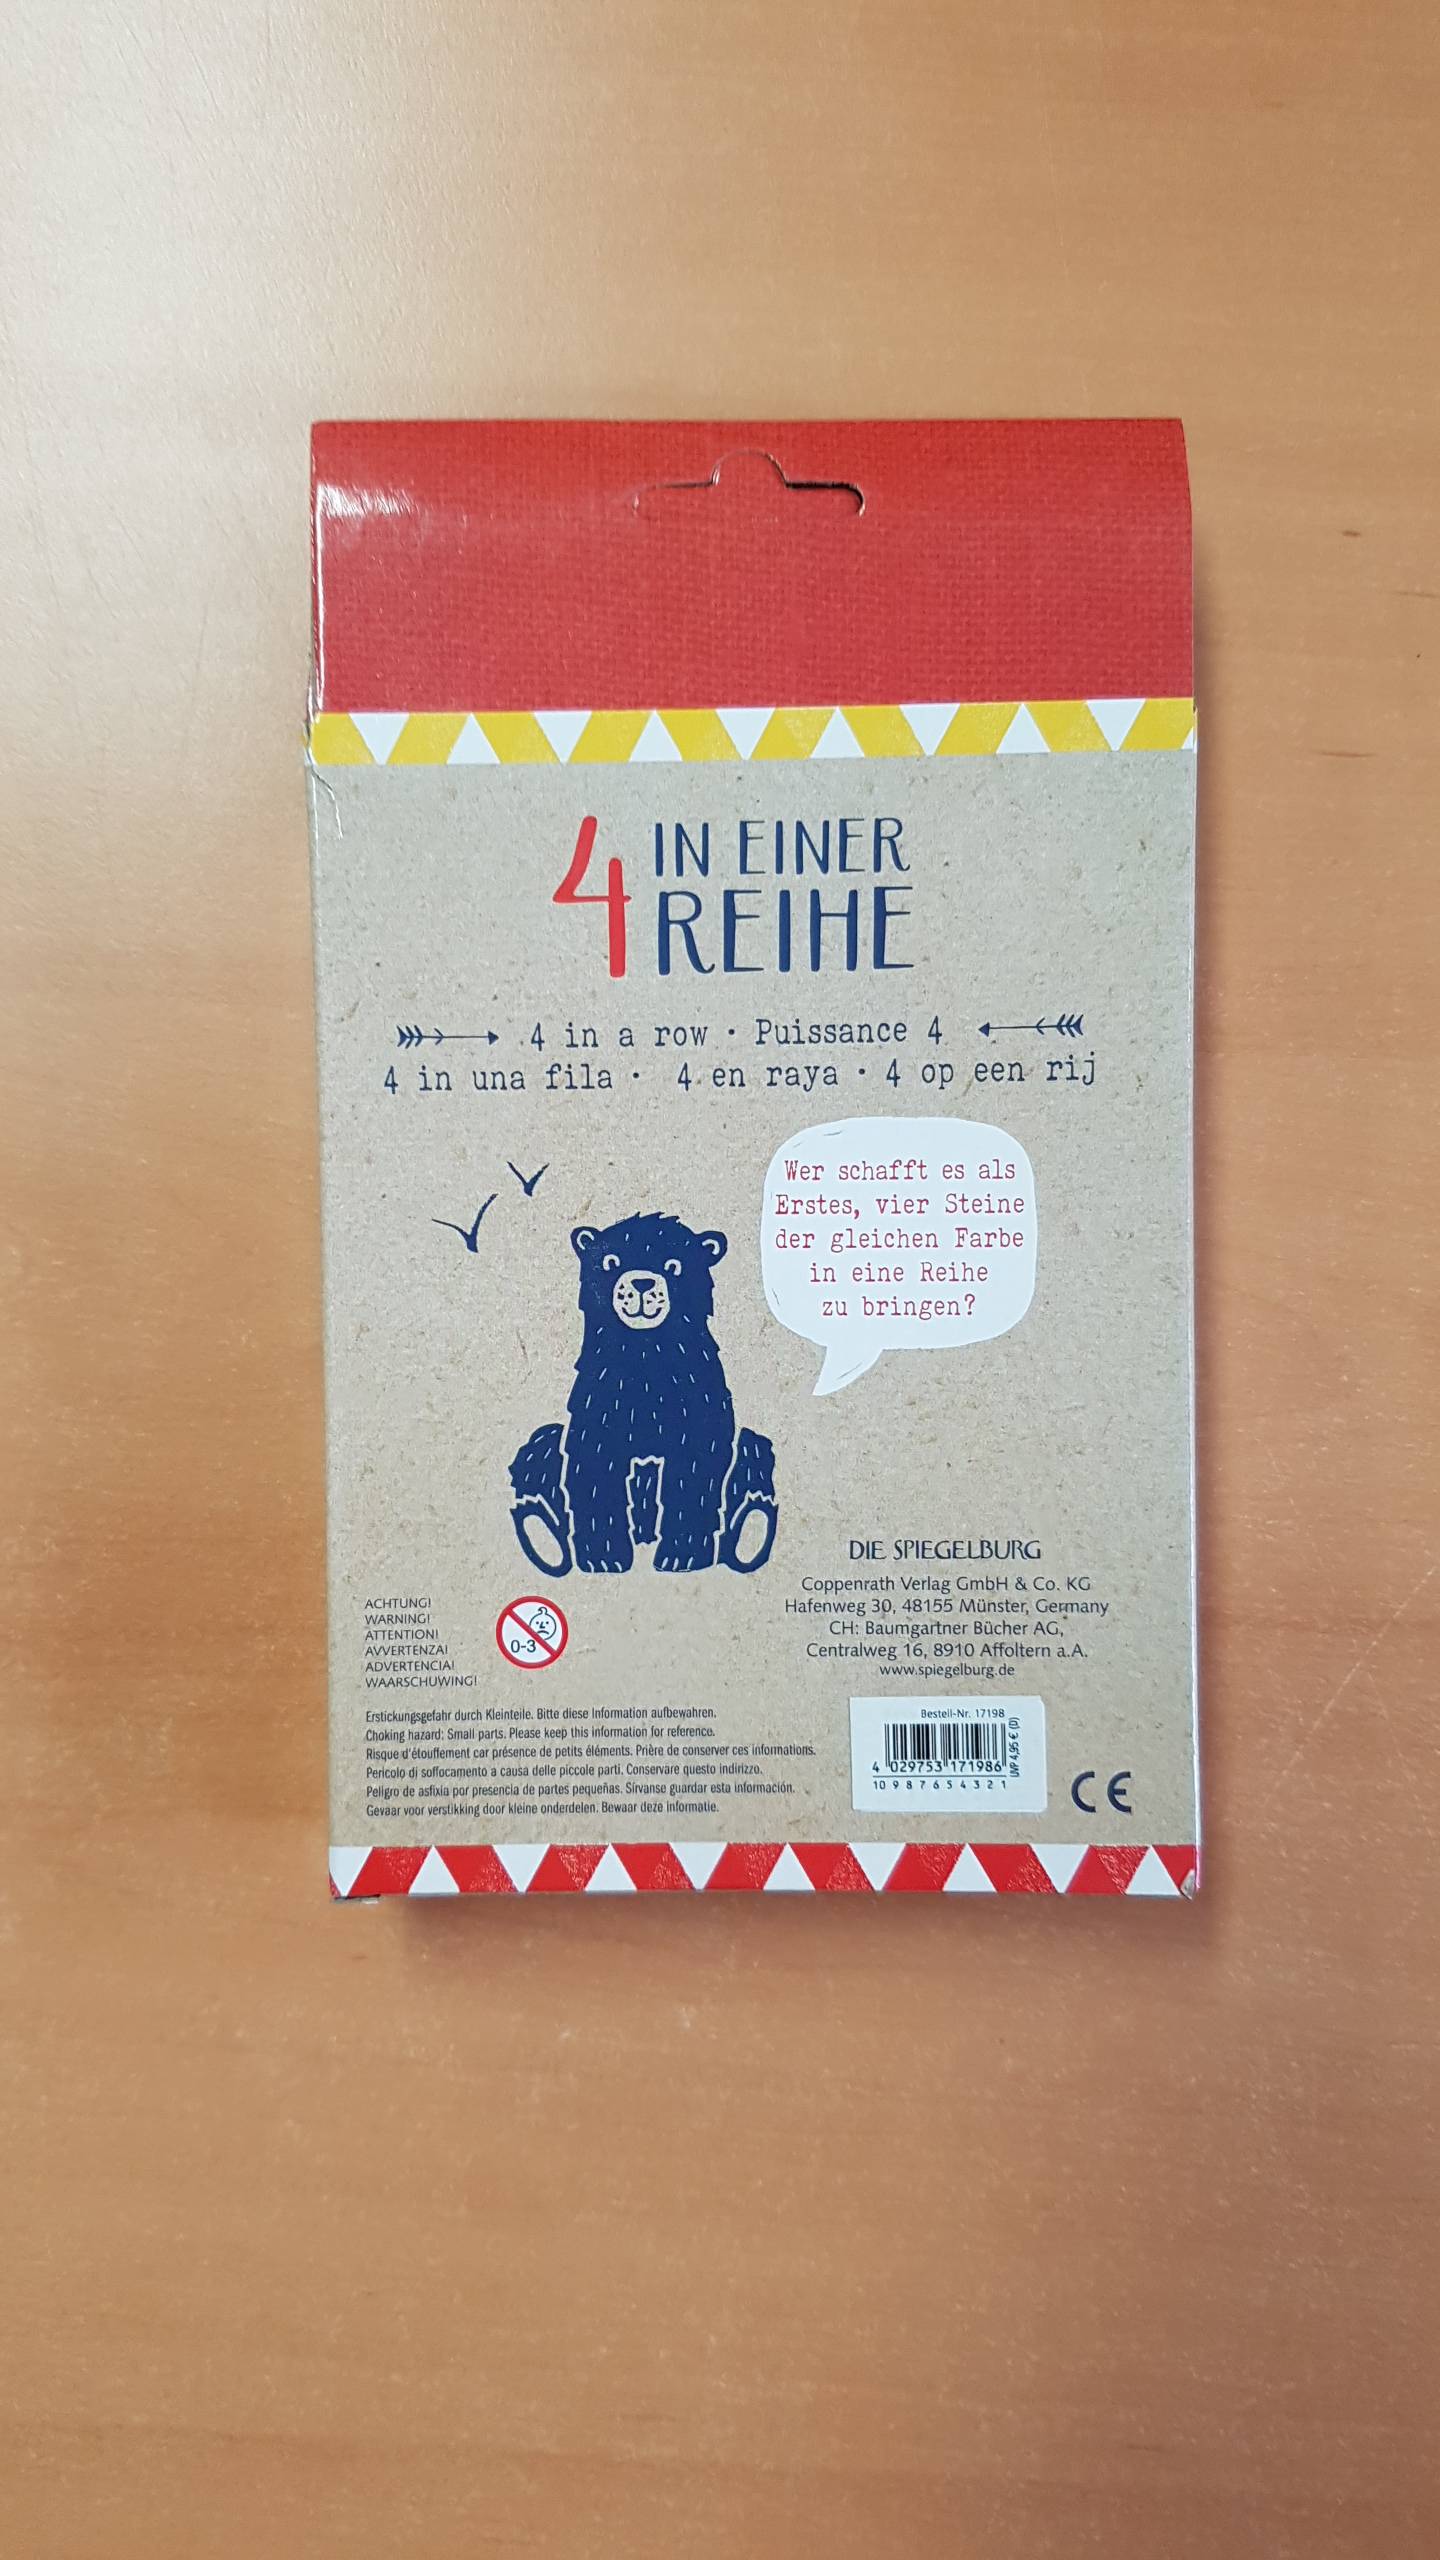 4 IN EINER
REIHE
4 in a row · Puissance 4
4 in una fila · 4 en raya · 4 op een rij
Wer schafft es als
Erstes, vier Steine
der gleichen Farbe
in eine Reihe
zu bringen?
DIE SPIEGELBURG
Coppenrath Verlag GmbH & Co. KG
Hafenweg 30, 48155 Münster, Germany
CH: Baumgartner Bücher AG,
Centralweg 16, 8910 Affoltern a.A.
www.spiegelburg.de
ACHTUNG!
WARNING!
ATTENTION!
AVVERTENZA!
ADVERTENCIA!
WAARSCHUWING!
0-3
Erstickungsgefahr durch Kleinteile. Bitte diese Information aufbewahren.
Choking hazard: Small parts. Please keep this information for reference.
Risque d'étouffement car présence de petits éléments. Prière de conserver ces informations.
Pericolo di soffocamento a causa delle piccole parti. Conservare questo indirizzo.
Peligro de asfixia por presencia de partes pequeñas. Sírvanse guardar esta información.
Gevaar voor verstikking door kleine onderdelen. Bewaar deze informatie.
Bestell-Nr. 17198
4 029753 171986
UVP 4,95 € (D)
10 9 8 7 6 5 4 3 2 1
CE